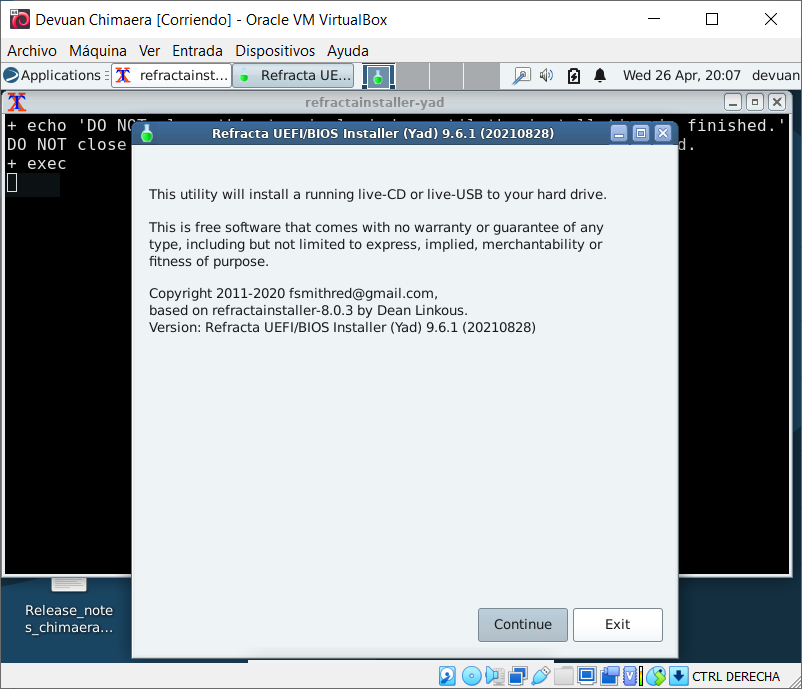 Devuan Chimaera [Corriendo] - Oracle VM VirtualBox
Archivo Máquina Ver Entrada Dispositivos Ayuda
Applications refractainst... Refracta UE... Wed 26 Apr, 20:07 devuan
refractainstaller-yad
+ echo 'DO NOT finished.'
DO NOT close d.
+ exec
Refracta UEFI/BIOS Installer (Yad) 9.6.1 (20210828)
This utility will install a running live-CD or live-USB to your hard drive.
This is free software that comes with no warranty or guarantee of any
type, including but not limited to express, implied, merchantability or
fitness of purpose.
Copyright 2011-2020 fsmithred@gmail.com,
based on refractainstaller-8.0.3 by Dean Linkous.
Version: Refracta UEFI/BIOS Installer (Yad) 9.6.1 (20210828)
Continue Exit
Release_note
s_chimaera...
CTRL DERECHA